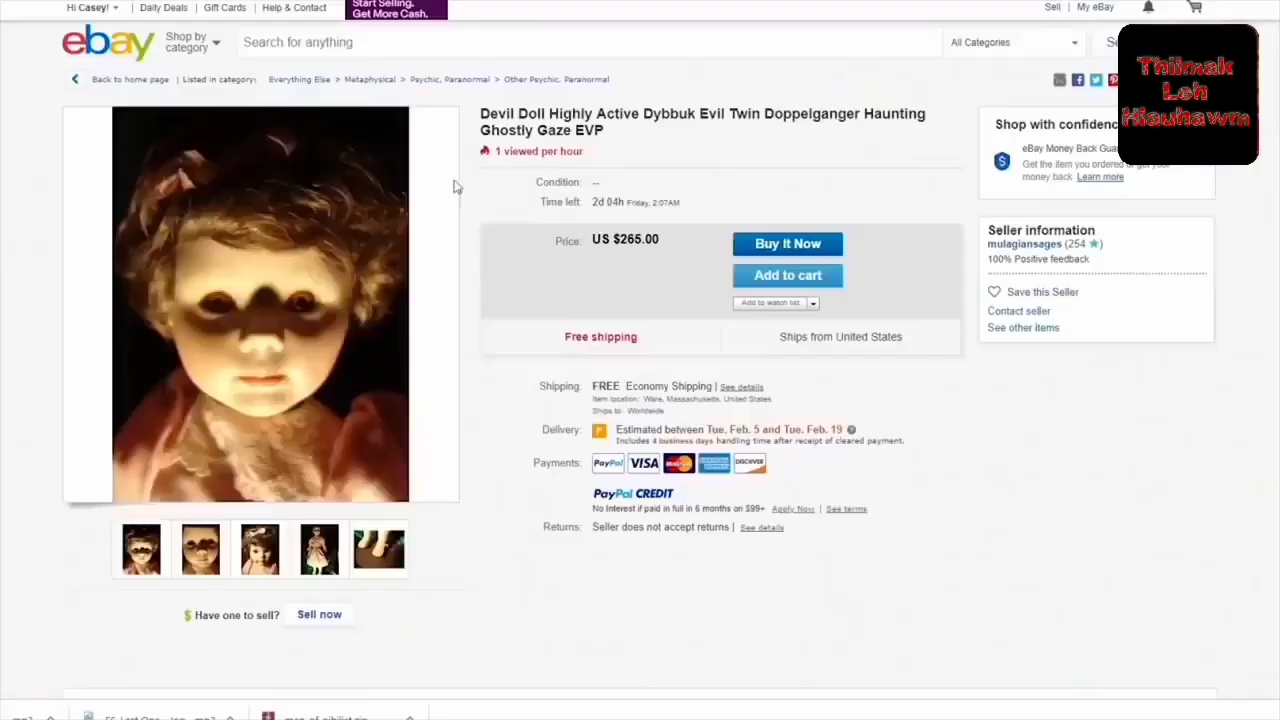 Hi Casey!
Daily Deals
Gift Cards
Help & Contact
Start Selling.
Get More Cash.
Sell
My eBay
ebay
Shop by
category
Search for anything
All Categories
Back to home page | Listed in category: Everything Else > Metaphysical > Psychic, Paranormal > Other Psychic, Paranormal
Thilmak
Leh
Hlauhawm
Devil Doll Highly Active Dybbuk Evil Twin Doppelganger Haunting
Ghostly Gaze EVP
1 viewed per hour
Condition: --
Time left: 2d 04h Friday, 2:07AM
Price: US $265.00
Buy It Now
Add to cart
Add to watch list
Free shipping
Ships from United States
Shop with
eBay Money Back
Get the item you ordered or get your
money back. Learn more
Seller information
mulagiansages (254 ★)
100% Positive feedback
Save this Seller
Contact seller
See other items
Shipping: FREE Economy Shipping | See details
Item location: Ware, Massachusetts, United States
Ships to: Worldwide
Delivery: Estimated between Tue. Feb. 5 and Tue. Feb. 19
Includes 4 business days handling time after receipt of cleared payment.
Payments: PayPal VISA MasterCard DISCOVER
PayPal CREDIT
No Interest if paid in full in 6 months on $99+ Apply Now | See terms
Returns: Seller does not accept returns | See details
$ Have one to sell? Sell now